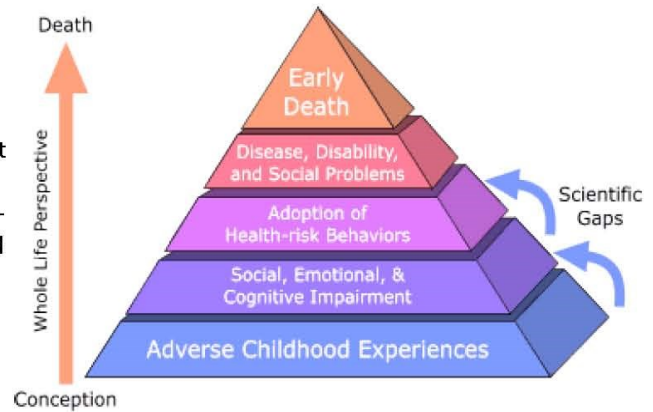 Death
Early
Death
Disease, Disability,
and Social Problems
Adoption of
Health-risk Behaviors
Social, Emotional, &
Cognitive Impairment
Adverse Childhood Experiences
Scientific
Gaps
Whole Life Perspective
Conception